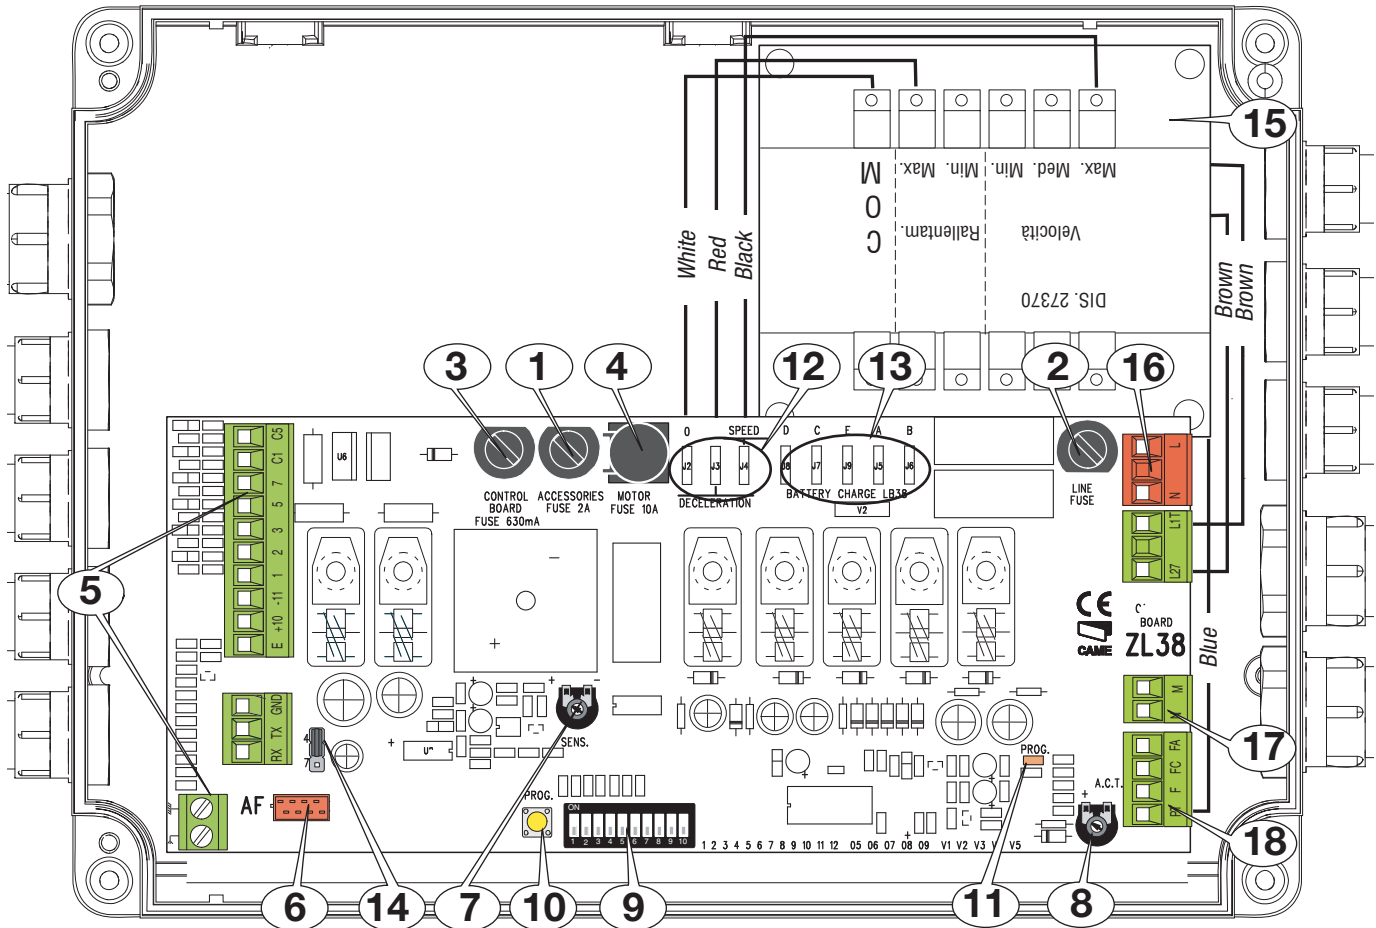 15
Max. Med. Min. Min. Max.
C O M
Velocità
Rallentam.
DIS. 27370
White
Red
Black
Brown
Brown
3
1
4
12
13
2
16
O SPEED D C E A B
J2 J3 J4 J8 J7 J9 J5 J6
DECELERATION
BATTERY CHARGE LB38
V2
CONTROL
BOARD
FUSE 630mA
ACCESSORIES
FUSE 2A
MOTOR
FUSE 10A
LINE
FUSE
U6
C5
C1
7
5
3
2
1
-11
+10
E
L
N
L1T
L27
5
CE
CAME
BOARD
ZL38
Blue
GND
TX
RX
4
7
AF
SENS.
PROG.
ON
1 2 3 4 5 6 7 8 9 10
PROG.
A.C.T.
M
FA
FC
F
1 2 3 4 5 6 7 8 9 10 11 12 05 06 07 08 09 V1 V2 V3 V5
17
18
6
14
7
10
9
11
8